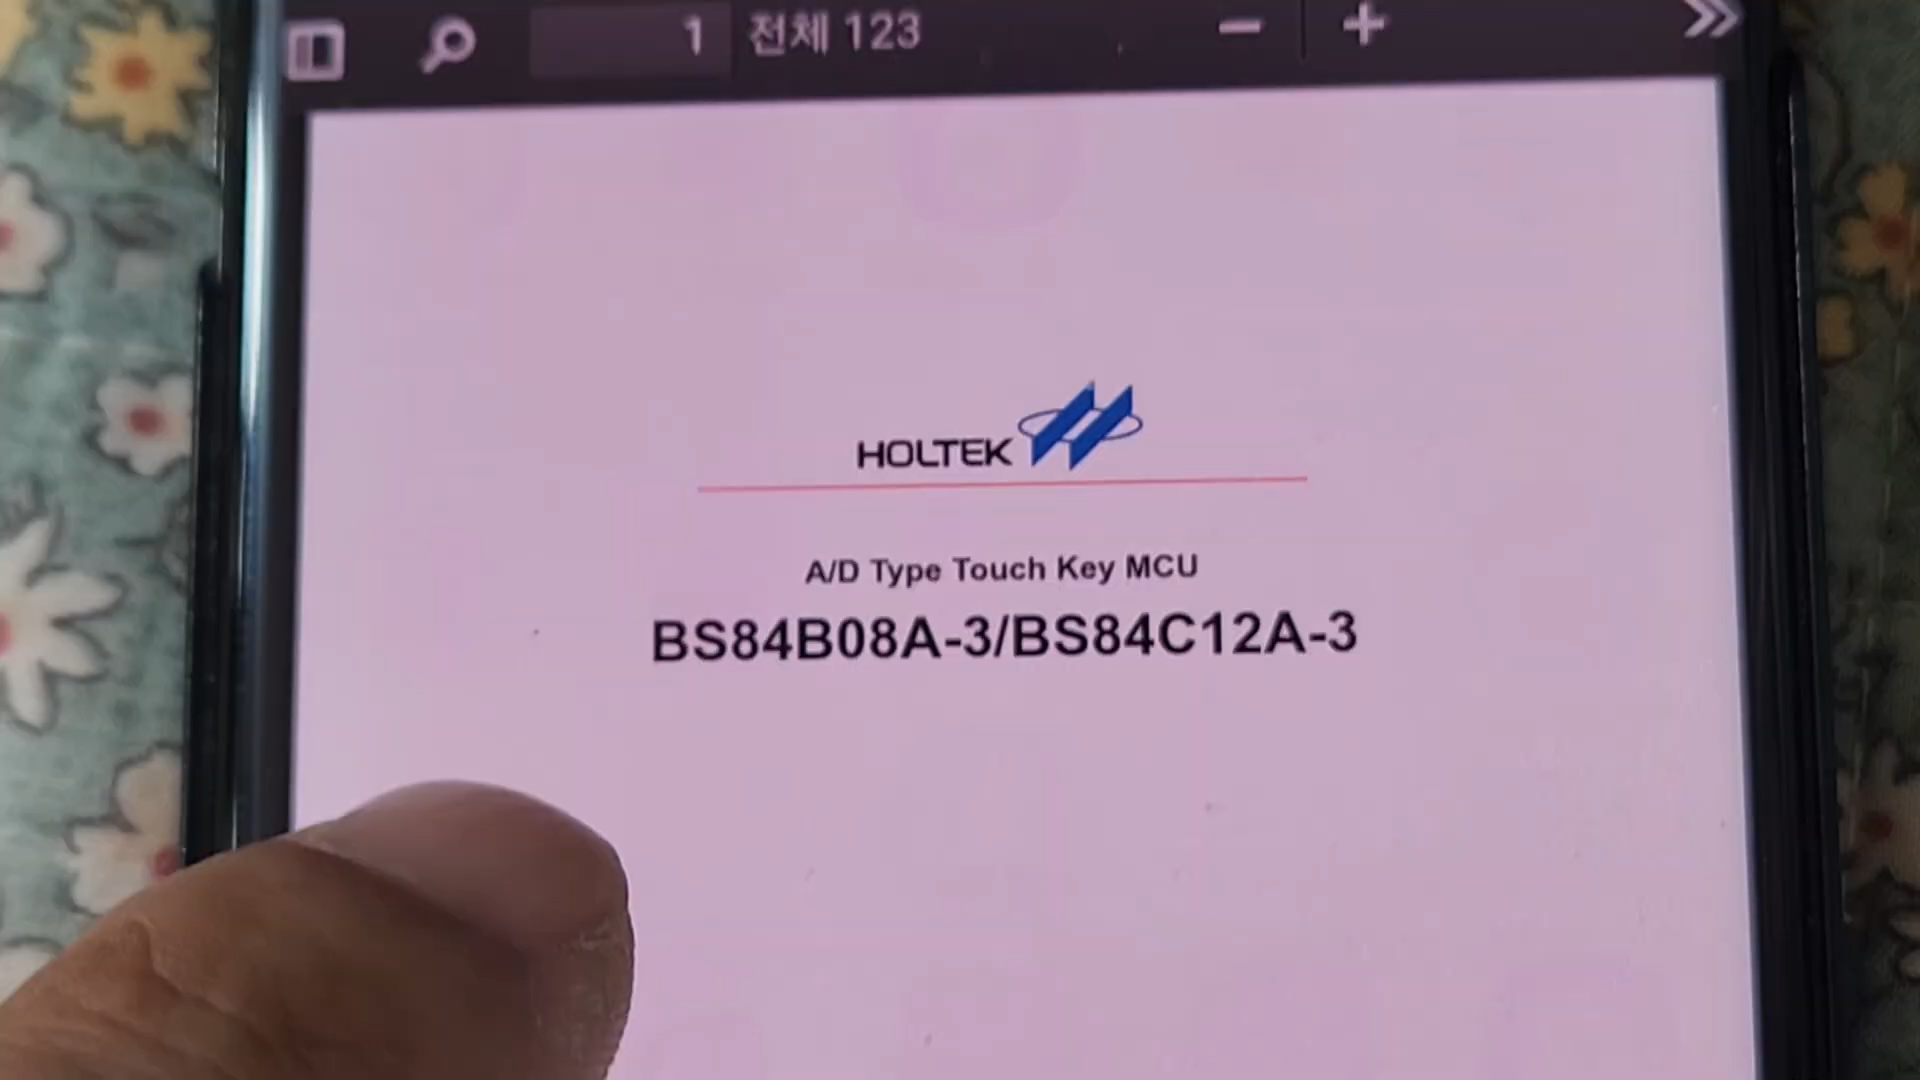 1 전체 123
HOLTEK
A/D Type Touch Key MCU
BS84B08A-3/BS84C12A-3